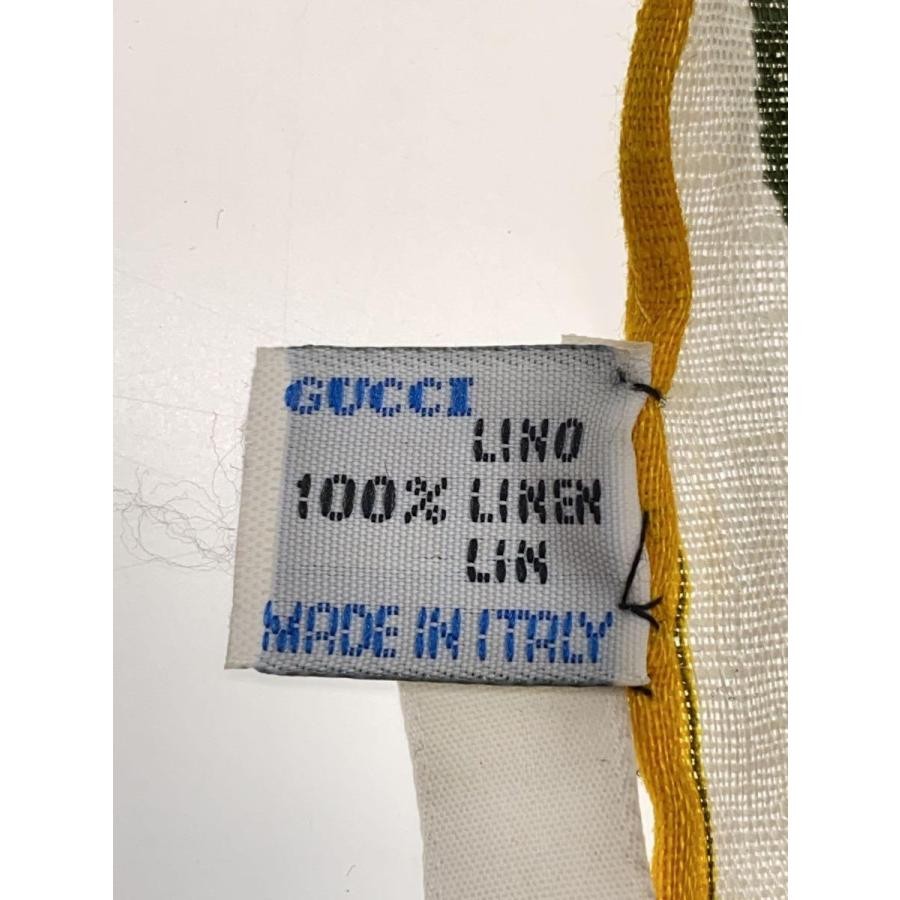 GUCCI
LINO
100% LINEN
LIN
MADE IN ITALY